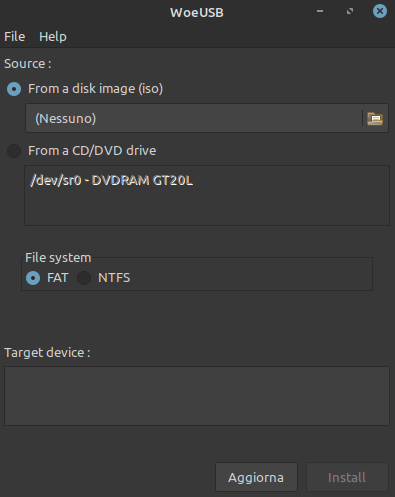 WoeUSB
File Help
Source :
From a disk image (iso)
(Nessuno)
From a CD/DVD drive
/dev/sr0 - DVDRAM GT20L
File system
FAT NTFS
Target device :
Aggiorna Install